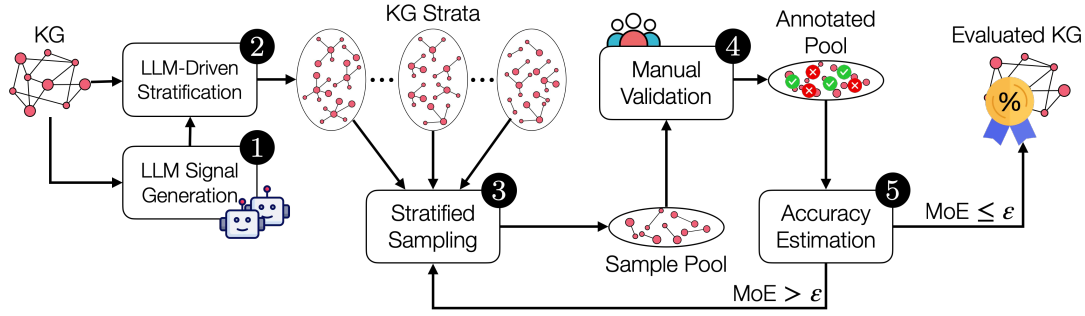 KG
2
LLM-Driven
Stratification
1
LLM Signal
Generation
KG Strata
3
Stratified
Sampling
Sample Pool
4
Manual
Validation
Annotated
Pool
5
Accuracy
Estimation
MoE > ε
MoE ≤ ε
Evaluated KG
%